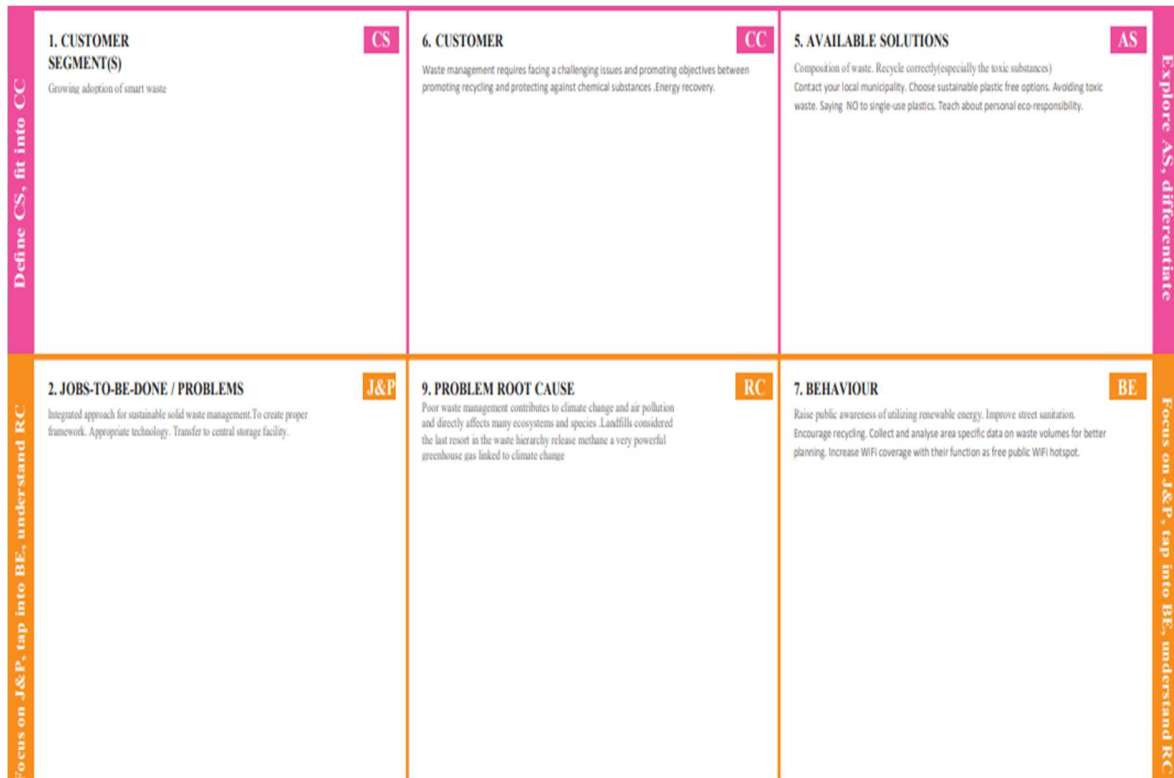 Define CS, fit into CC
1. CUSTOMER
SEGMENT(S)
CS
Growing adoption of smart waste
6. CUSTOMER
CC
Waste management requires facing a challenging issues and promoting objectives between
promoting recycling and protecting against chemical substances .Energy recovery.
5. AVAILABLE SOLUTIONS
AS
Composition of waste. Recycle correctly(especially the toxic substances)
Contact your local municipality. Choose sustainable plastic free options. Avoiding toxic
waste. Saying NO to single-use plastics. Teach about personal eco-responsibility.
Explore AS, differentiate
Focus on J&P, tap into BE, understand RC
2. JOBS-TO-BE-DONE / PROBLEMS
J&P
Integrated approach for sustainable solid waste management.To create proper
framework. Appropriate technology. Transfer to central storage facility.
9. PROBLEM ROOT CAUSE
RC
Poor waste management contributes to climate change and air pollution
and directly affects many ecosystems and species .Landfills considered
the last resort in the waste hierarchy release methane a very powerful
greenhouse gas linked to climate change
7. BEHAVIOUR
BE
Raise public awareness of utilizing renewable energy. Improve street sanitation.
Encourage recycling. Collect and analyse area specific data on waste volumes for better
planning. Increase WiFi coverage with their function as free public WiFi hotspot.
Focus on J&P, tap into BE, understand RC